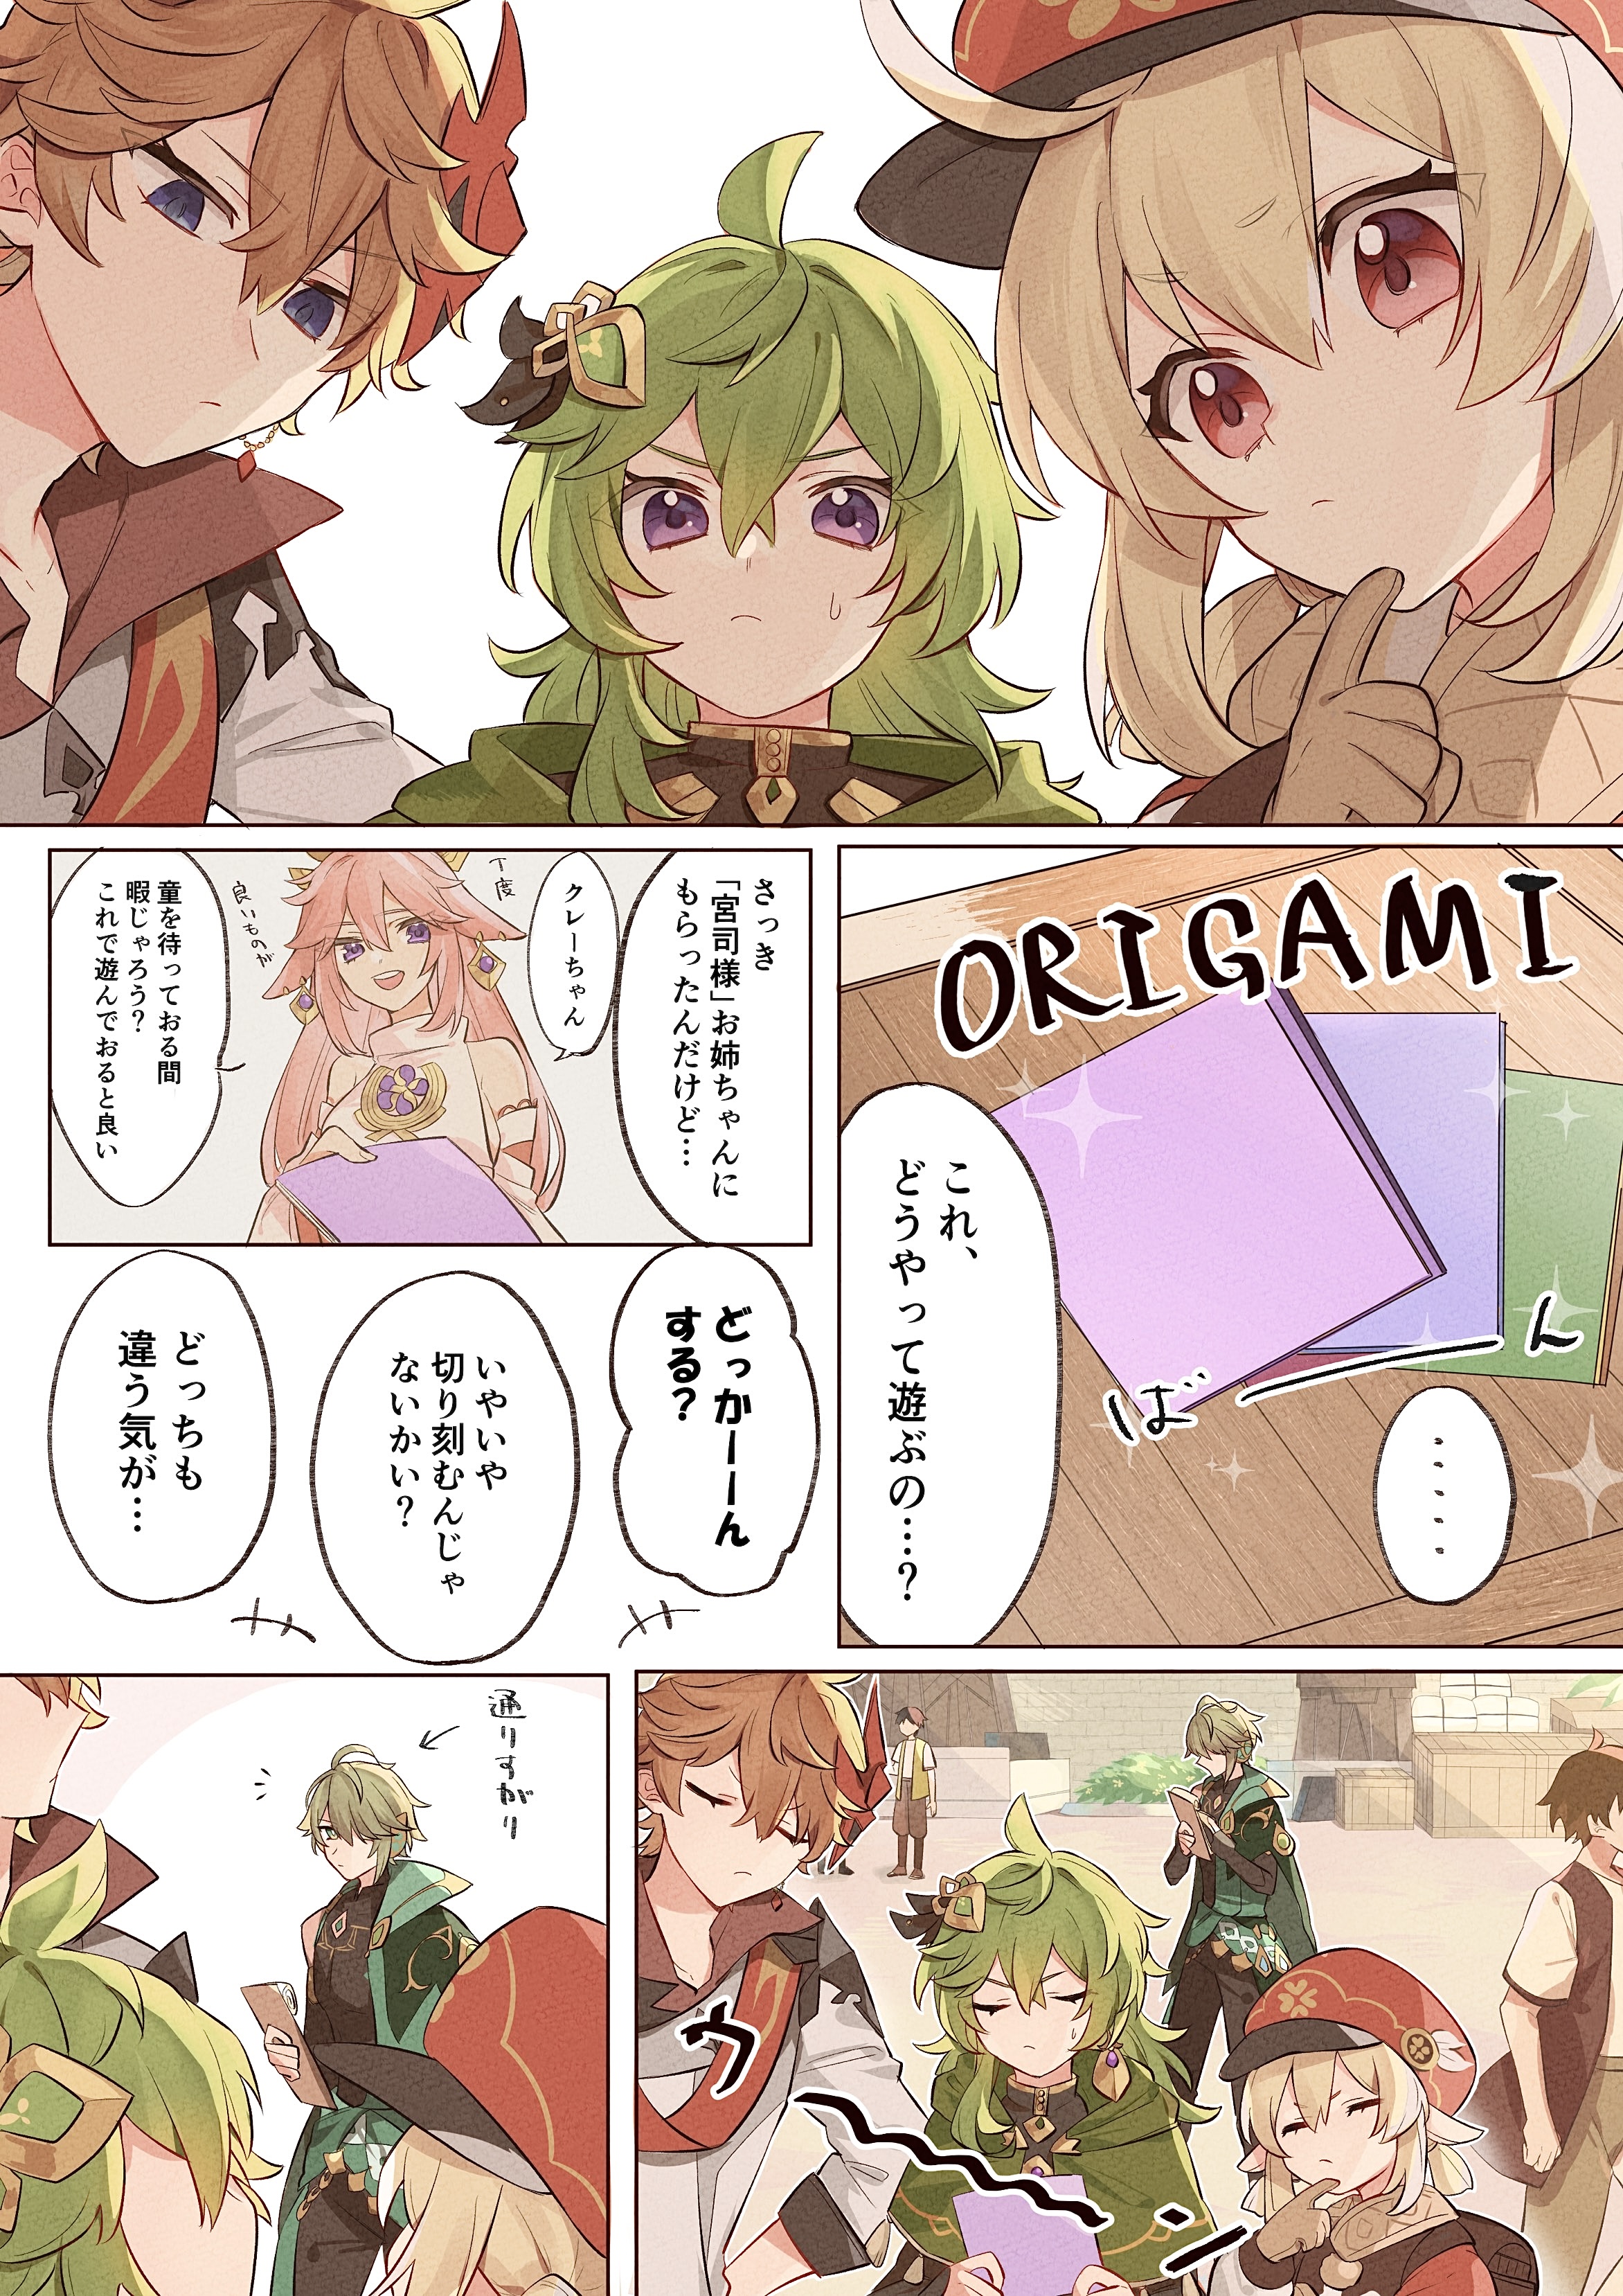 ORIGAMI
ばーーん
・・・・・
これ、
どうやって遊ぶの…?
さっき
「宮司様」お姉ちゃんに
もらったんだけど…
クレーちゃん
丁度
良いものが
童を待っておる間
暇じゃろう?
これで遊んでおると良い
どっかーーん
する?
いやいや
切り刻むんじゃ
ないかい?
どっちも
違う気が…
ウ〜〜ン
通りすがり